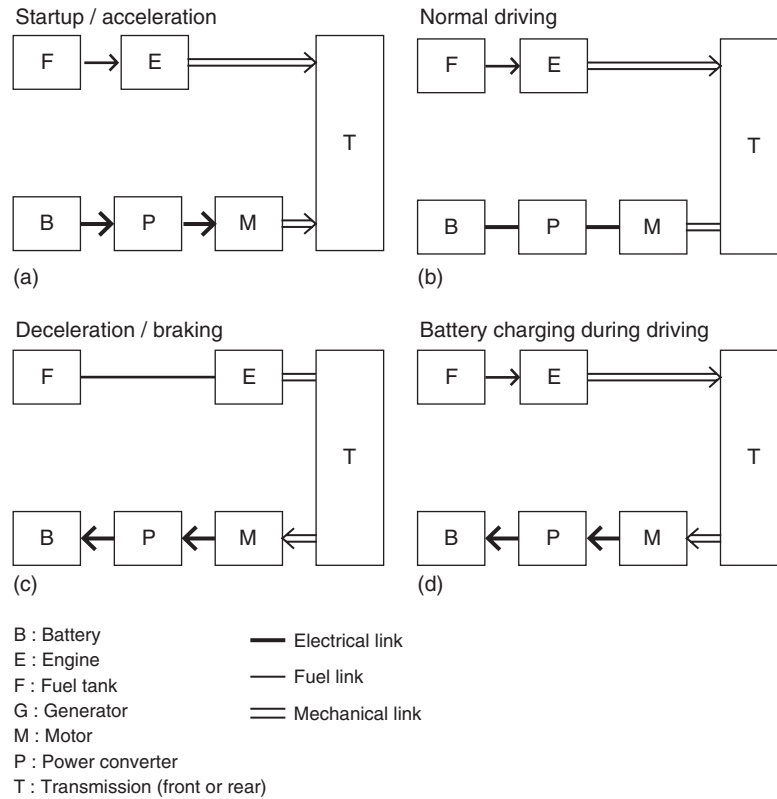 Startup / acceleration
F
E
T
B
P
M
(a)
Normal driving
F
E
T
B
P
M
(b)
Deceleration / braking
F
E
T
B
P
M
(c)
Battery charging during driving
F
E
T
B
P
M
(d)
B : Battery
E : Engine
F : Fuel tank
G : Generator
M : Motor
P : Power converter
T : Transmission (front or rear)
Electrical link
Fuel link
Mechanical link